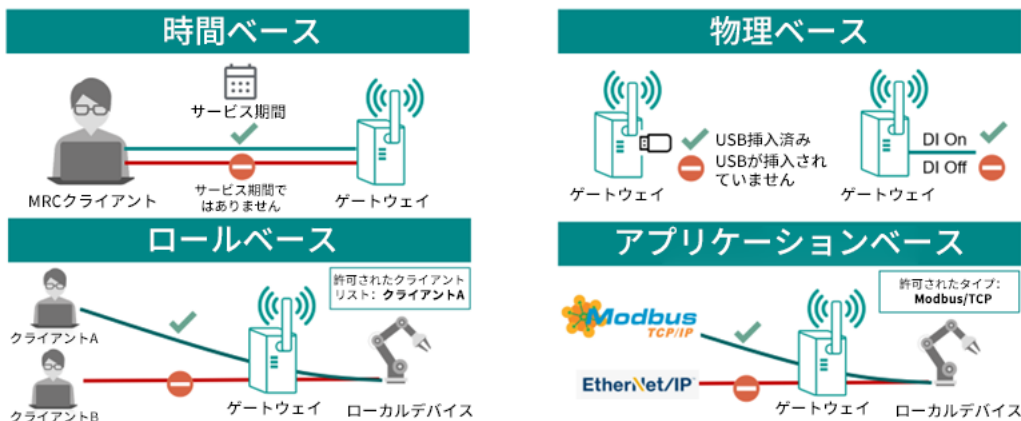 時間ベース
サービス期間
サービス期間で
はありません
MRCクライアント
ゲートウェイ
物理ベース
USB挿入済み
USBが挿入され
ていません
ゲートウェイ
DI On
DI Off
ゲートウェイ
ロールベース
許可されたクライアント
リスト：クライアントA
クライアントA
クライアントB
ゲートウェイ
ローカルデバイス
アプリケーションベース
許可されたタイプ：
Modbus/TCP
Modbus
TCP/IP
EtherNet/IP
ゲートウェイ
ローカルデバイス